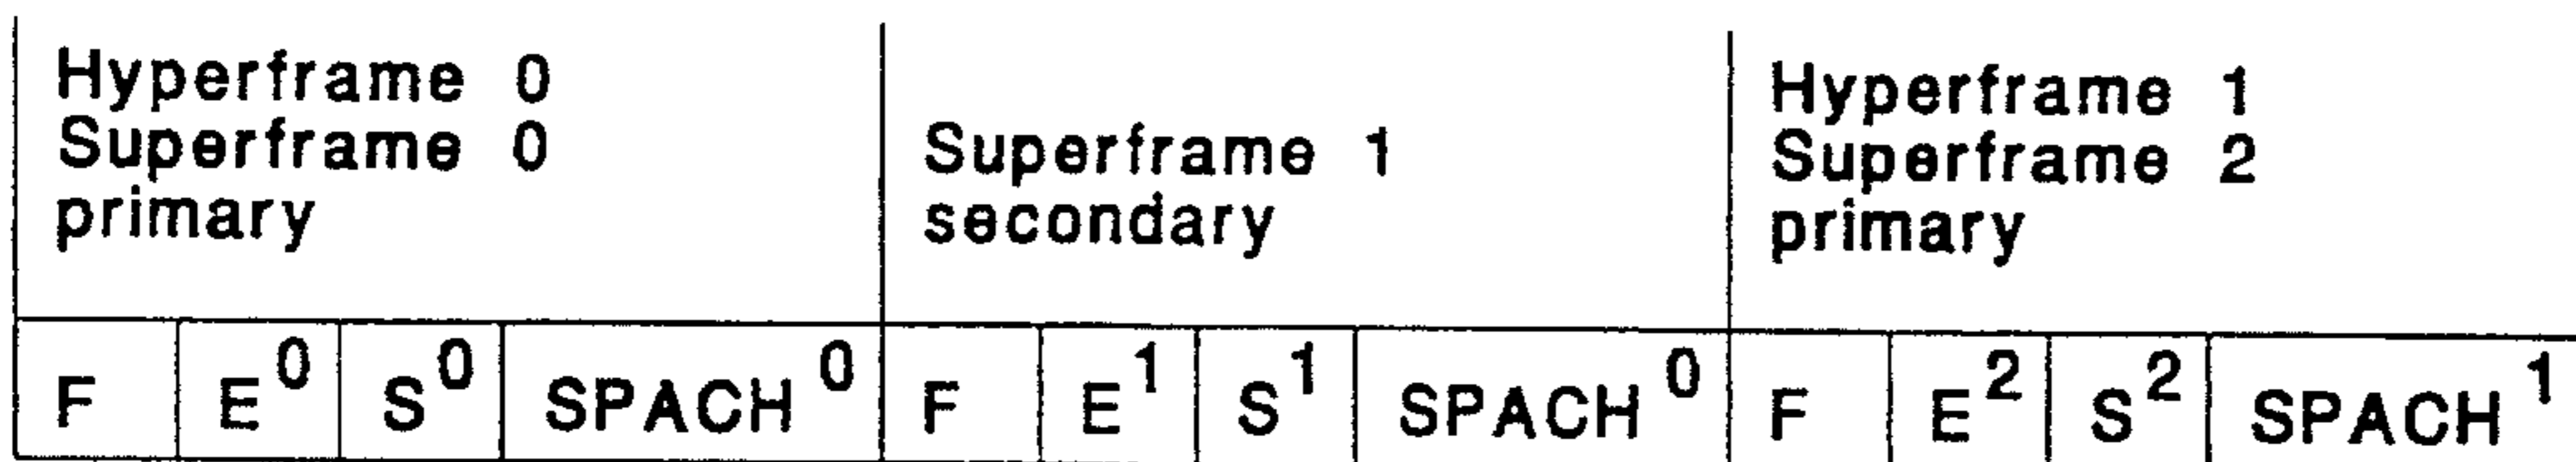 Hyperframe 0
Superframe 0
primary
Superframe 1
secondary
Hyperframe 1
Superframe 2
primary
F E⁰ S⁰ SPACH⁰ F E¹ S¹ SPACH⁰ F E² S² SPACH¹